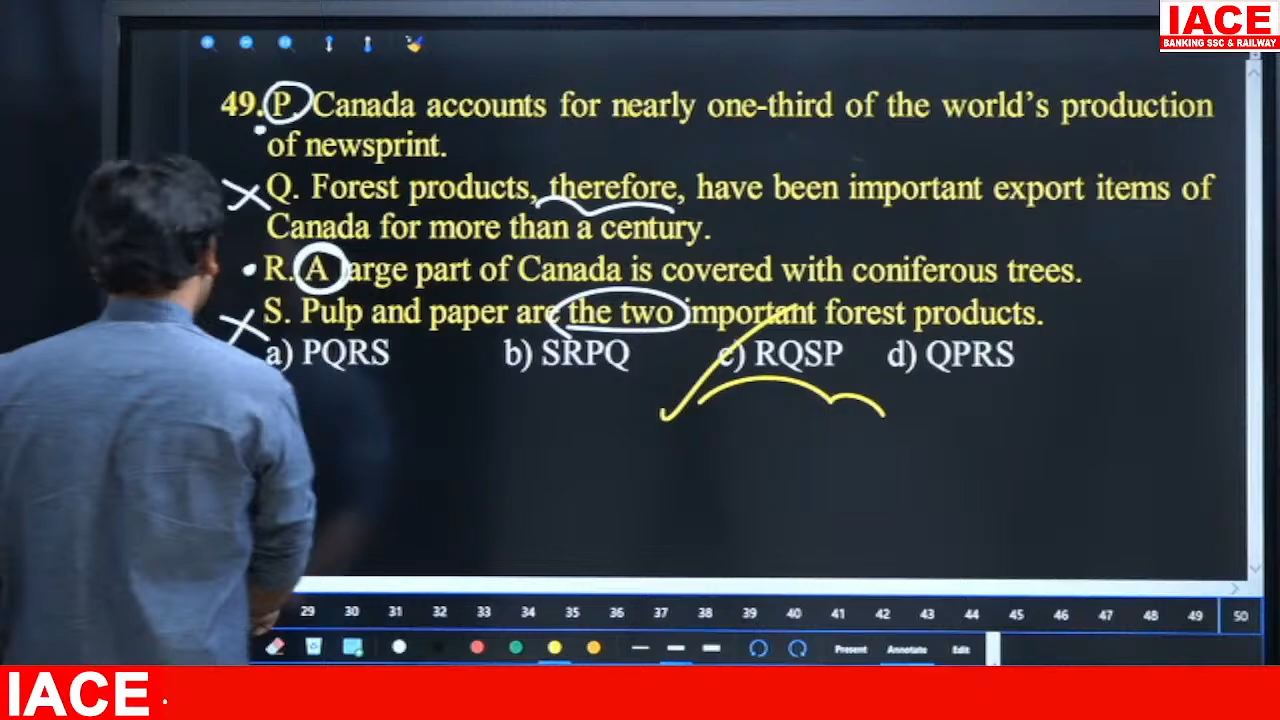 IACE
BANKING SSC & RAILWAY
49. P. Canada accounts for nearly one-third of the world's production
of newsprint.
Q. Forest products, therefore, have been important export items of
Canada for more than a century.
R. A large part of Canada is covered with coniferous trees.
S. Pulp and paper are the two important forest products.
a) PQRS b) SRPQ c) RQSP d) QPRS
29 30 31 32 33 34 35 36 37 38 39 40 41 42 43 44 45 46 47 48 49 50
Present Annotate Edit
IACE